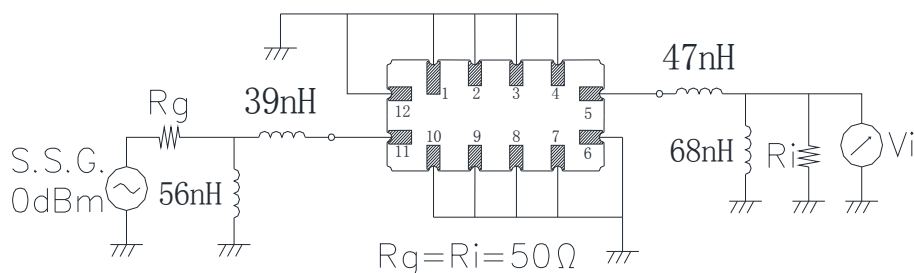 47nH
39nH
Rg
1
2
3
4
12
5
10
9
8
7
11
6
S.S.G.
0dBm
56nH
68nH
Ri
Vi
Rg=Ri=50Ω